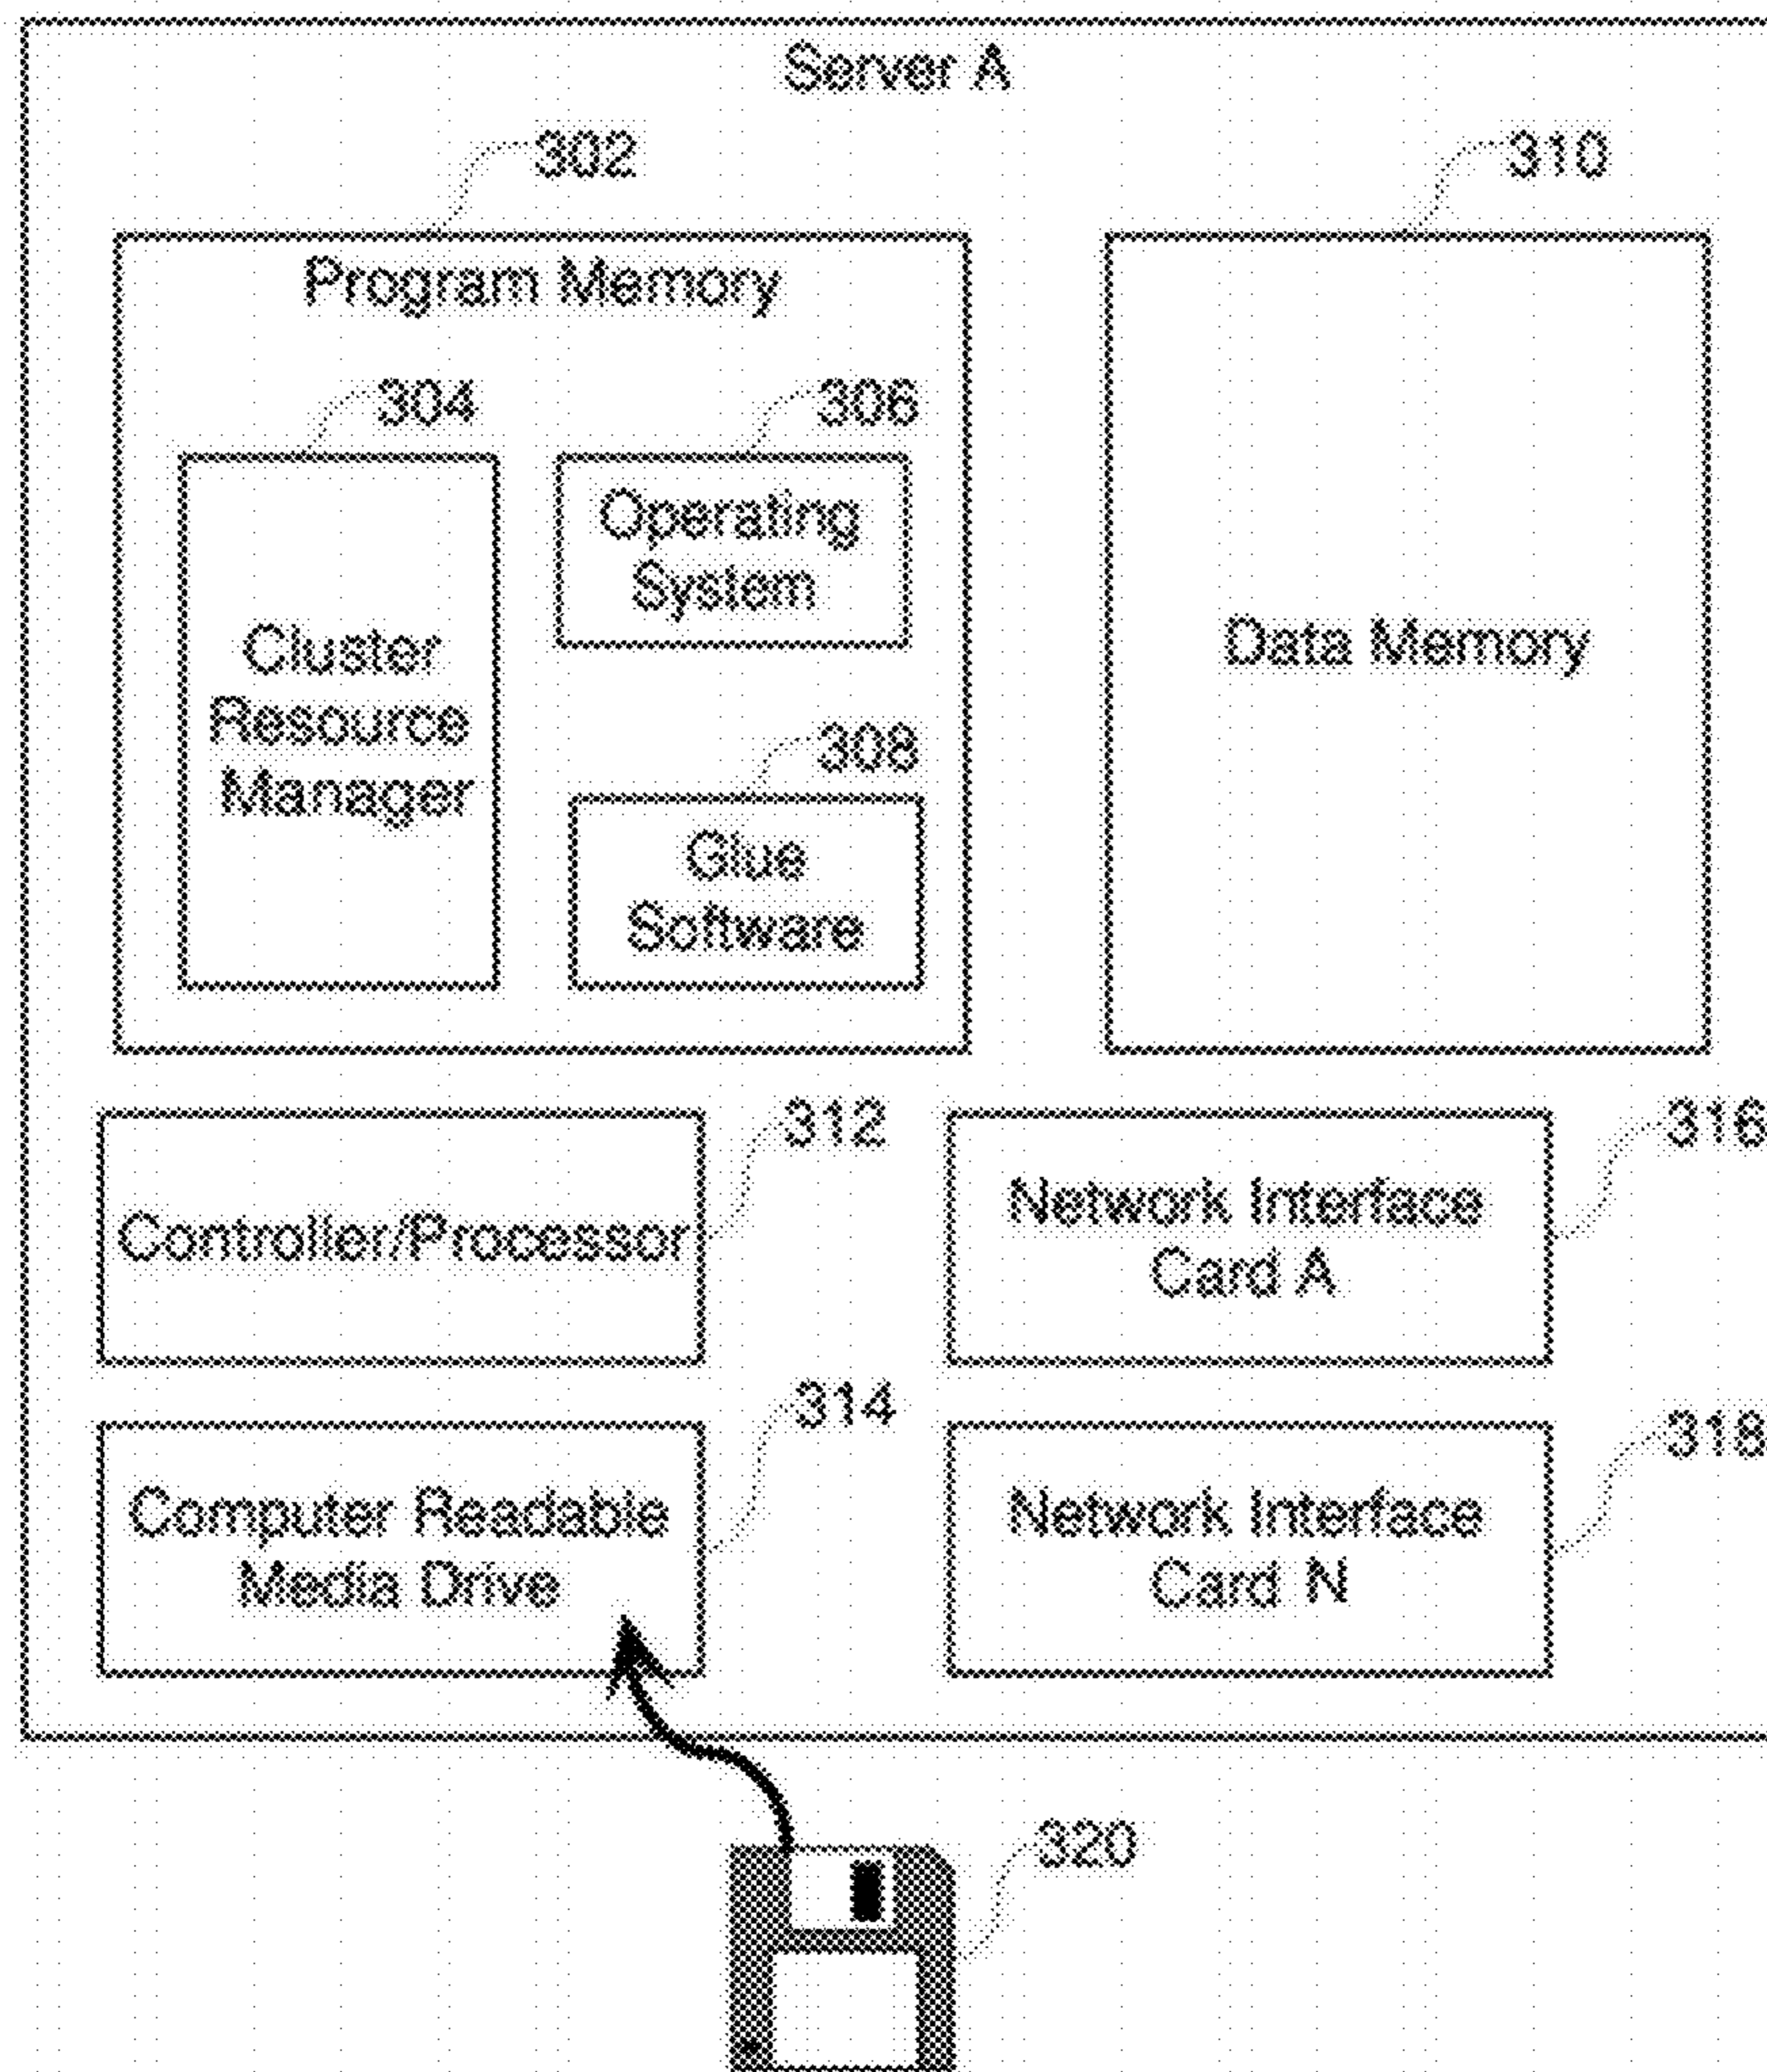 Server A
302
310
Program Memory
304
306
Operating
System
Cluster
Resource
Manager
Data Memory
308
Glue
Software
312
316
Controller/Processor
Network Interface
Card A
314
318
Computer Readable
Media Drive
Network Interface
Card N
320